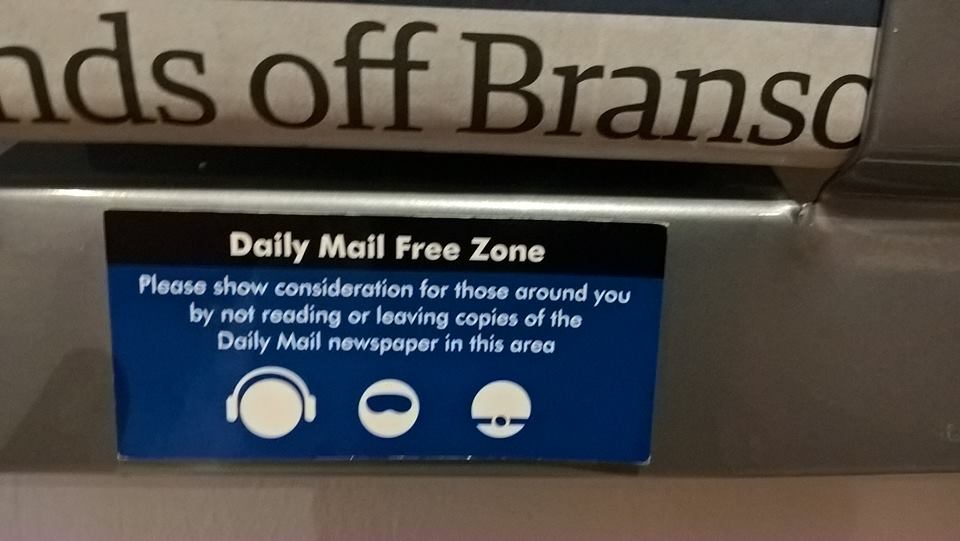 nds off Branso
Daily Mail Free Zone
Please show consideration for those around you
by not reading or leaving copies of the
Daily Mail newspaper in this area